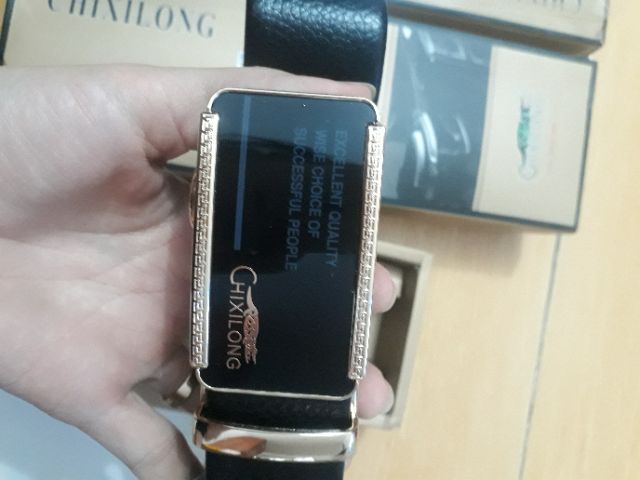 CHIXILONG
EXCELLENT QUALITY
WISE CHOICE OF
SUCCESSFUL PEOPLE
CHIXILONG